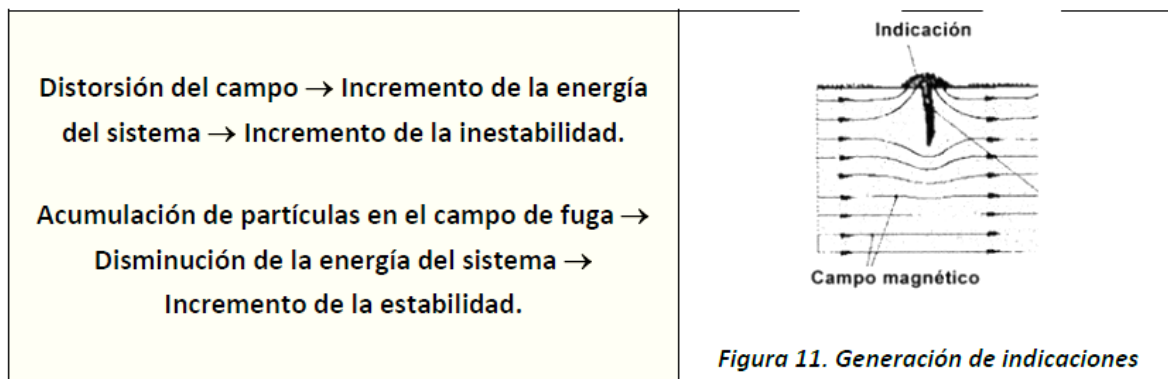 Distorsión del campo → Incremento de la energía
del sistema → Incremento de la inestabilidad.
Acumulación de partículas en el campo de fuga →
Disminución de la energía del sistema →
Incremento de la estabilidad.
Indicación
Campo magnético
Figura 11. Generación de indicaciones